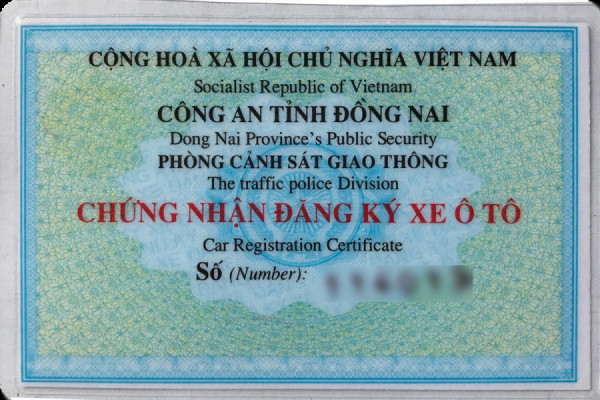 CỘNG HOÀ XÃ HỘI CHỦ NGHĨA VIỆT NAM
Socialist Republic of Vietnam
CÔNG AN TỈNH ĐỒNG NAI
Dong Nai Province's Public Security
PHÒNG CẢNH SÁT GIAO THÔNG
The traffic police Division
CHỨNG NHẬN ĐĂNG KÝ XE Ô TÔ
Car Registration Certificate
Số (Number):